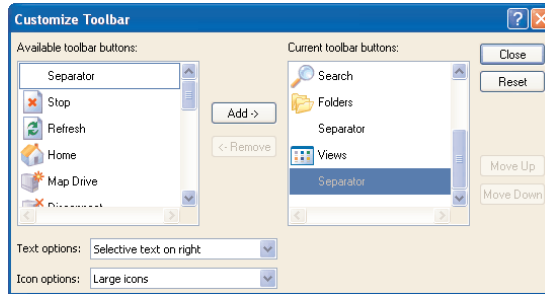 Customize Toolbar
Available toolbar buttons:
Separator
Stop
Refresh
Home
Map Drive
Disconnect
Add ->
<- Remove
Current toolbar buttons:
Search
Folders
Separator
Views
Separator
Close
Reset
Move Up
Move Down
Text options: Selective text on right
Icon options: Large icons